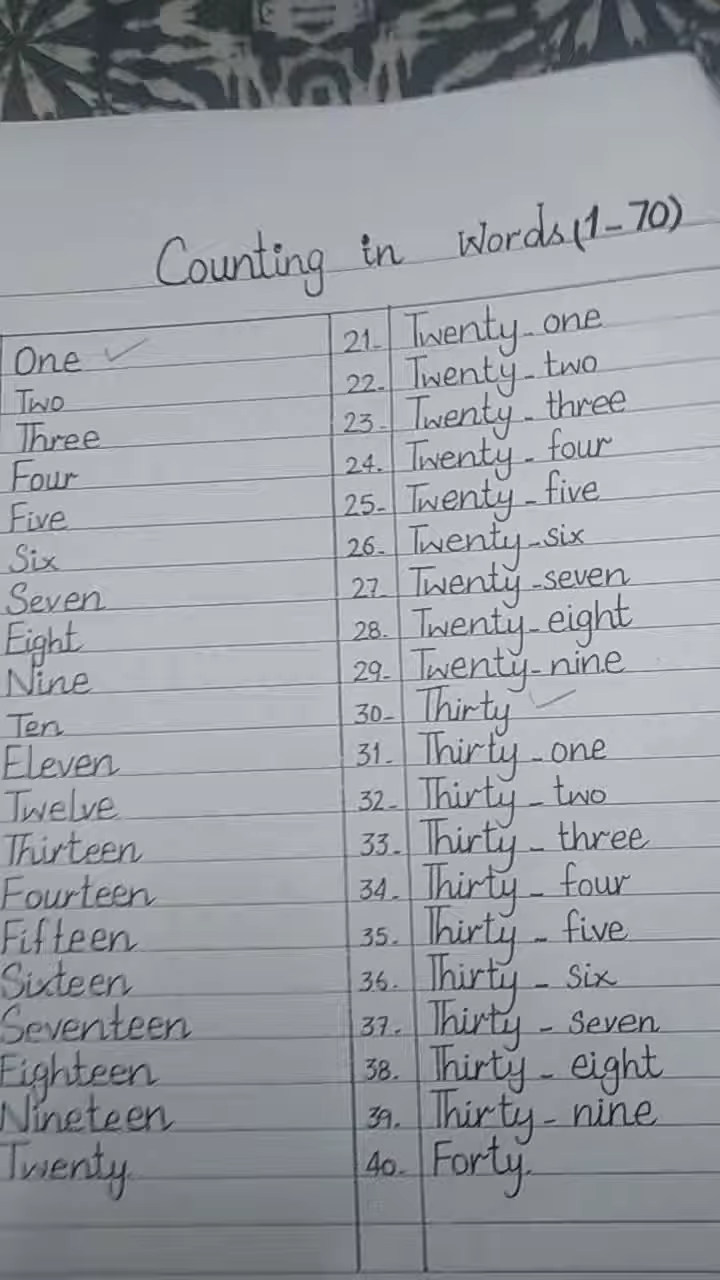 Counting in Words (1-70)
One ✓ 21- Twenty-one
Two 22- Twenty-two
Three 23- Twenty-three
Four 24. Twenty-four
Five 25- Twenty-five
Six 26- Twenty-six
Seven 27 Twenty-seven
Eight 28. Twenty-eight
Nine 29- Twenty-nine
Ten 30- Thirty ✓
Eleven 31. Thirty-one
Twelve 32- Thirty-two
Thirteen 33- Thirty-three
Fourteen 34. Thirty-four
Fifteen 35. Thirty-five
Sixteen 36. Thirty-six
Seventeen 37. Thirty-seven
Eighteen 38. Thirty-eight
Nineteen 39. Thirty-nine
Twenty. 40. Forty.